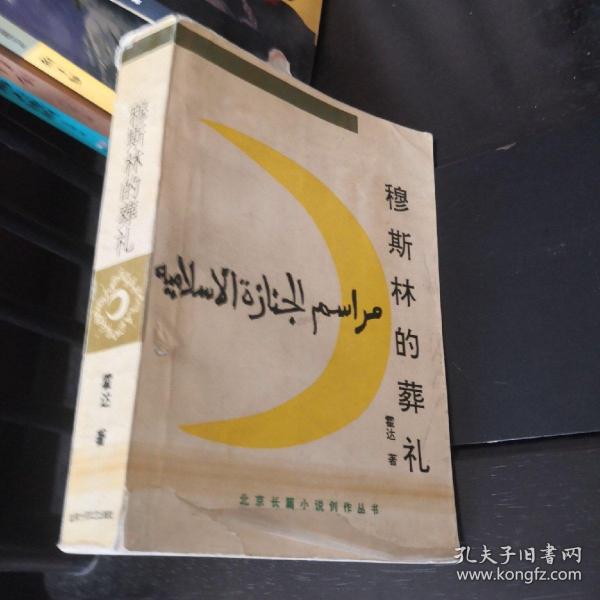 穆斯林的葬礼
霍达 著
مراسم الجنازة الإسلامية
北京长篇小说创作丛书
穆斯林的葬礼
霍达 著
孔夫子旧书网
www.kongfz.com